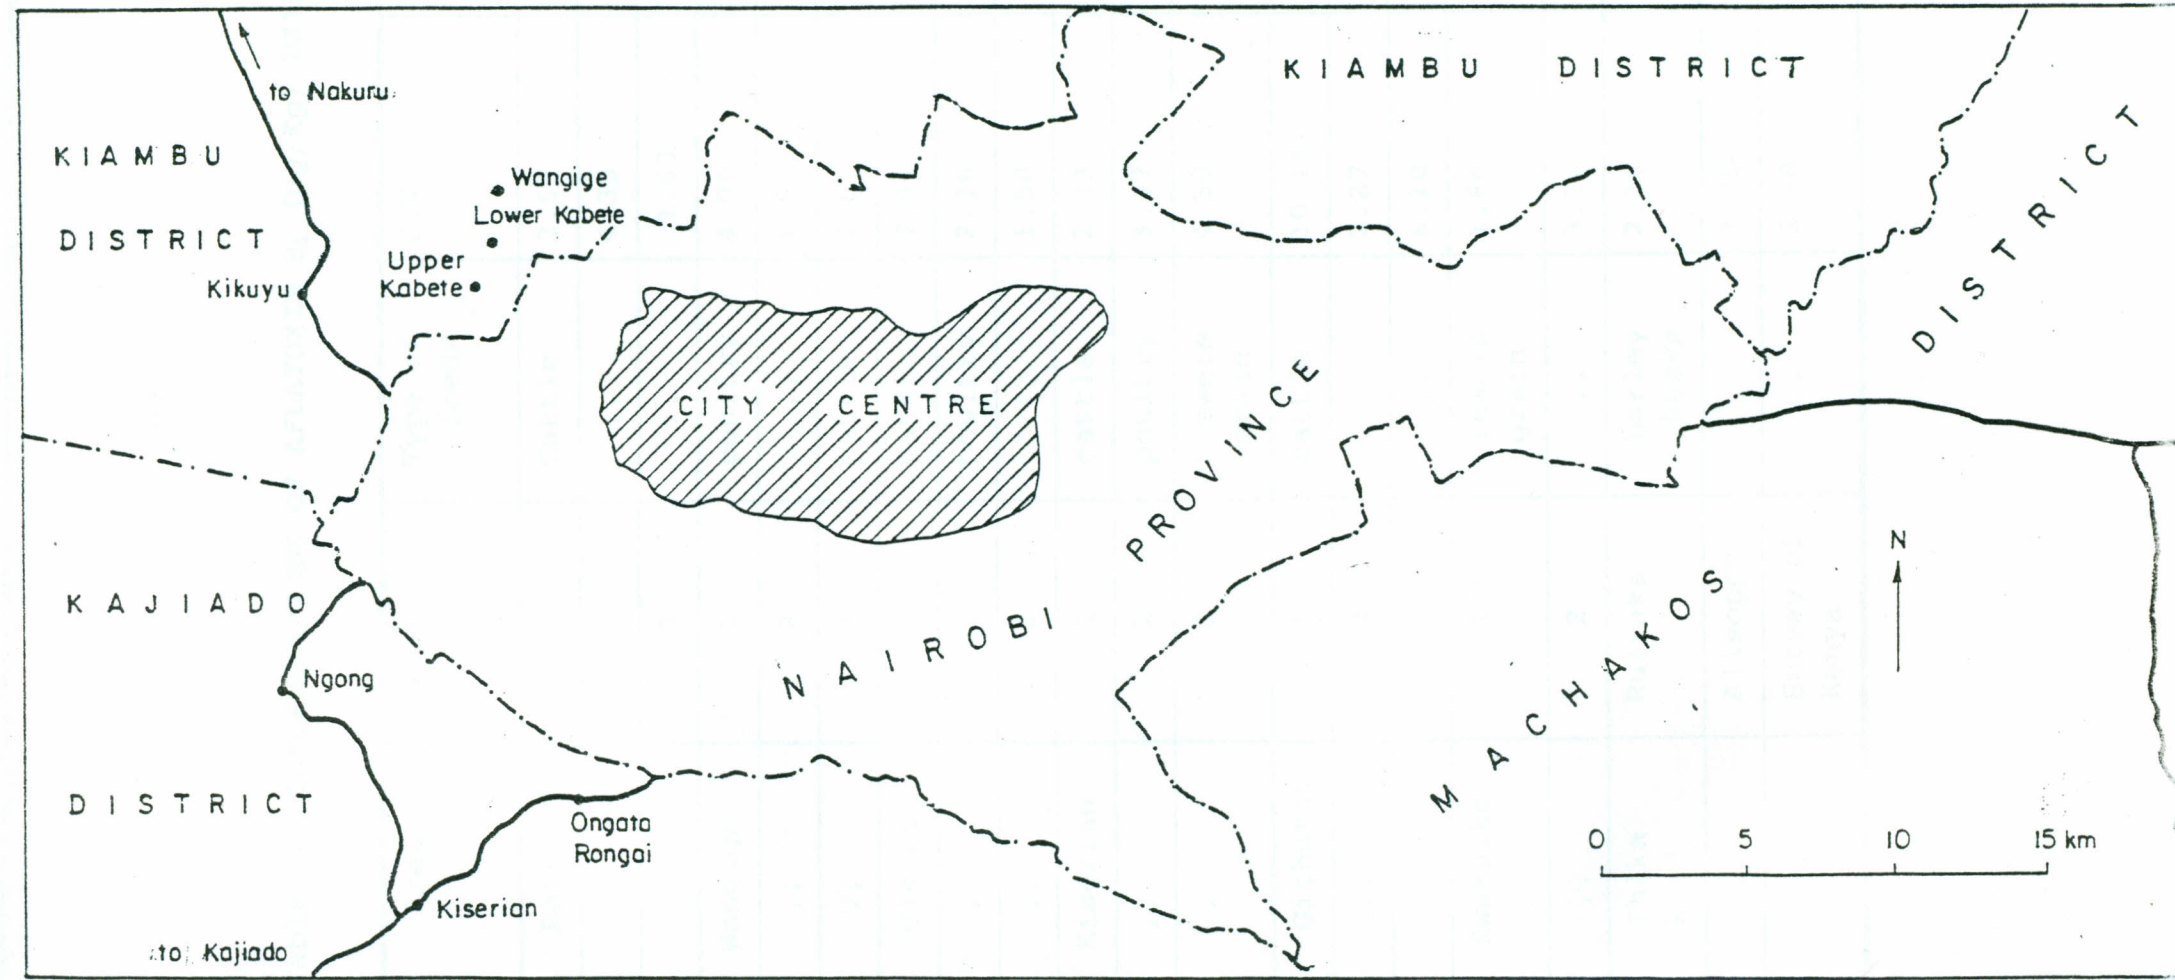 KIAMBU DISTRICT
to Nakuru
KIAMBU
DISTRICT
Wangige
Lower Kabete
Upper
Kabete
Kikuyu
DISTRICT
CITY CENTRE
PROVINCE
N
KAJIADO
NAIROBI
MACHAKOS
Ngong
DISTRICT
Ongata
Rongai
0 5 10 15 km
Kiserian
to Kajiado